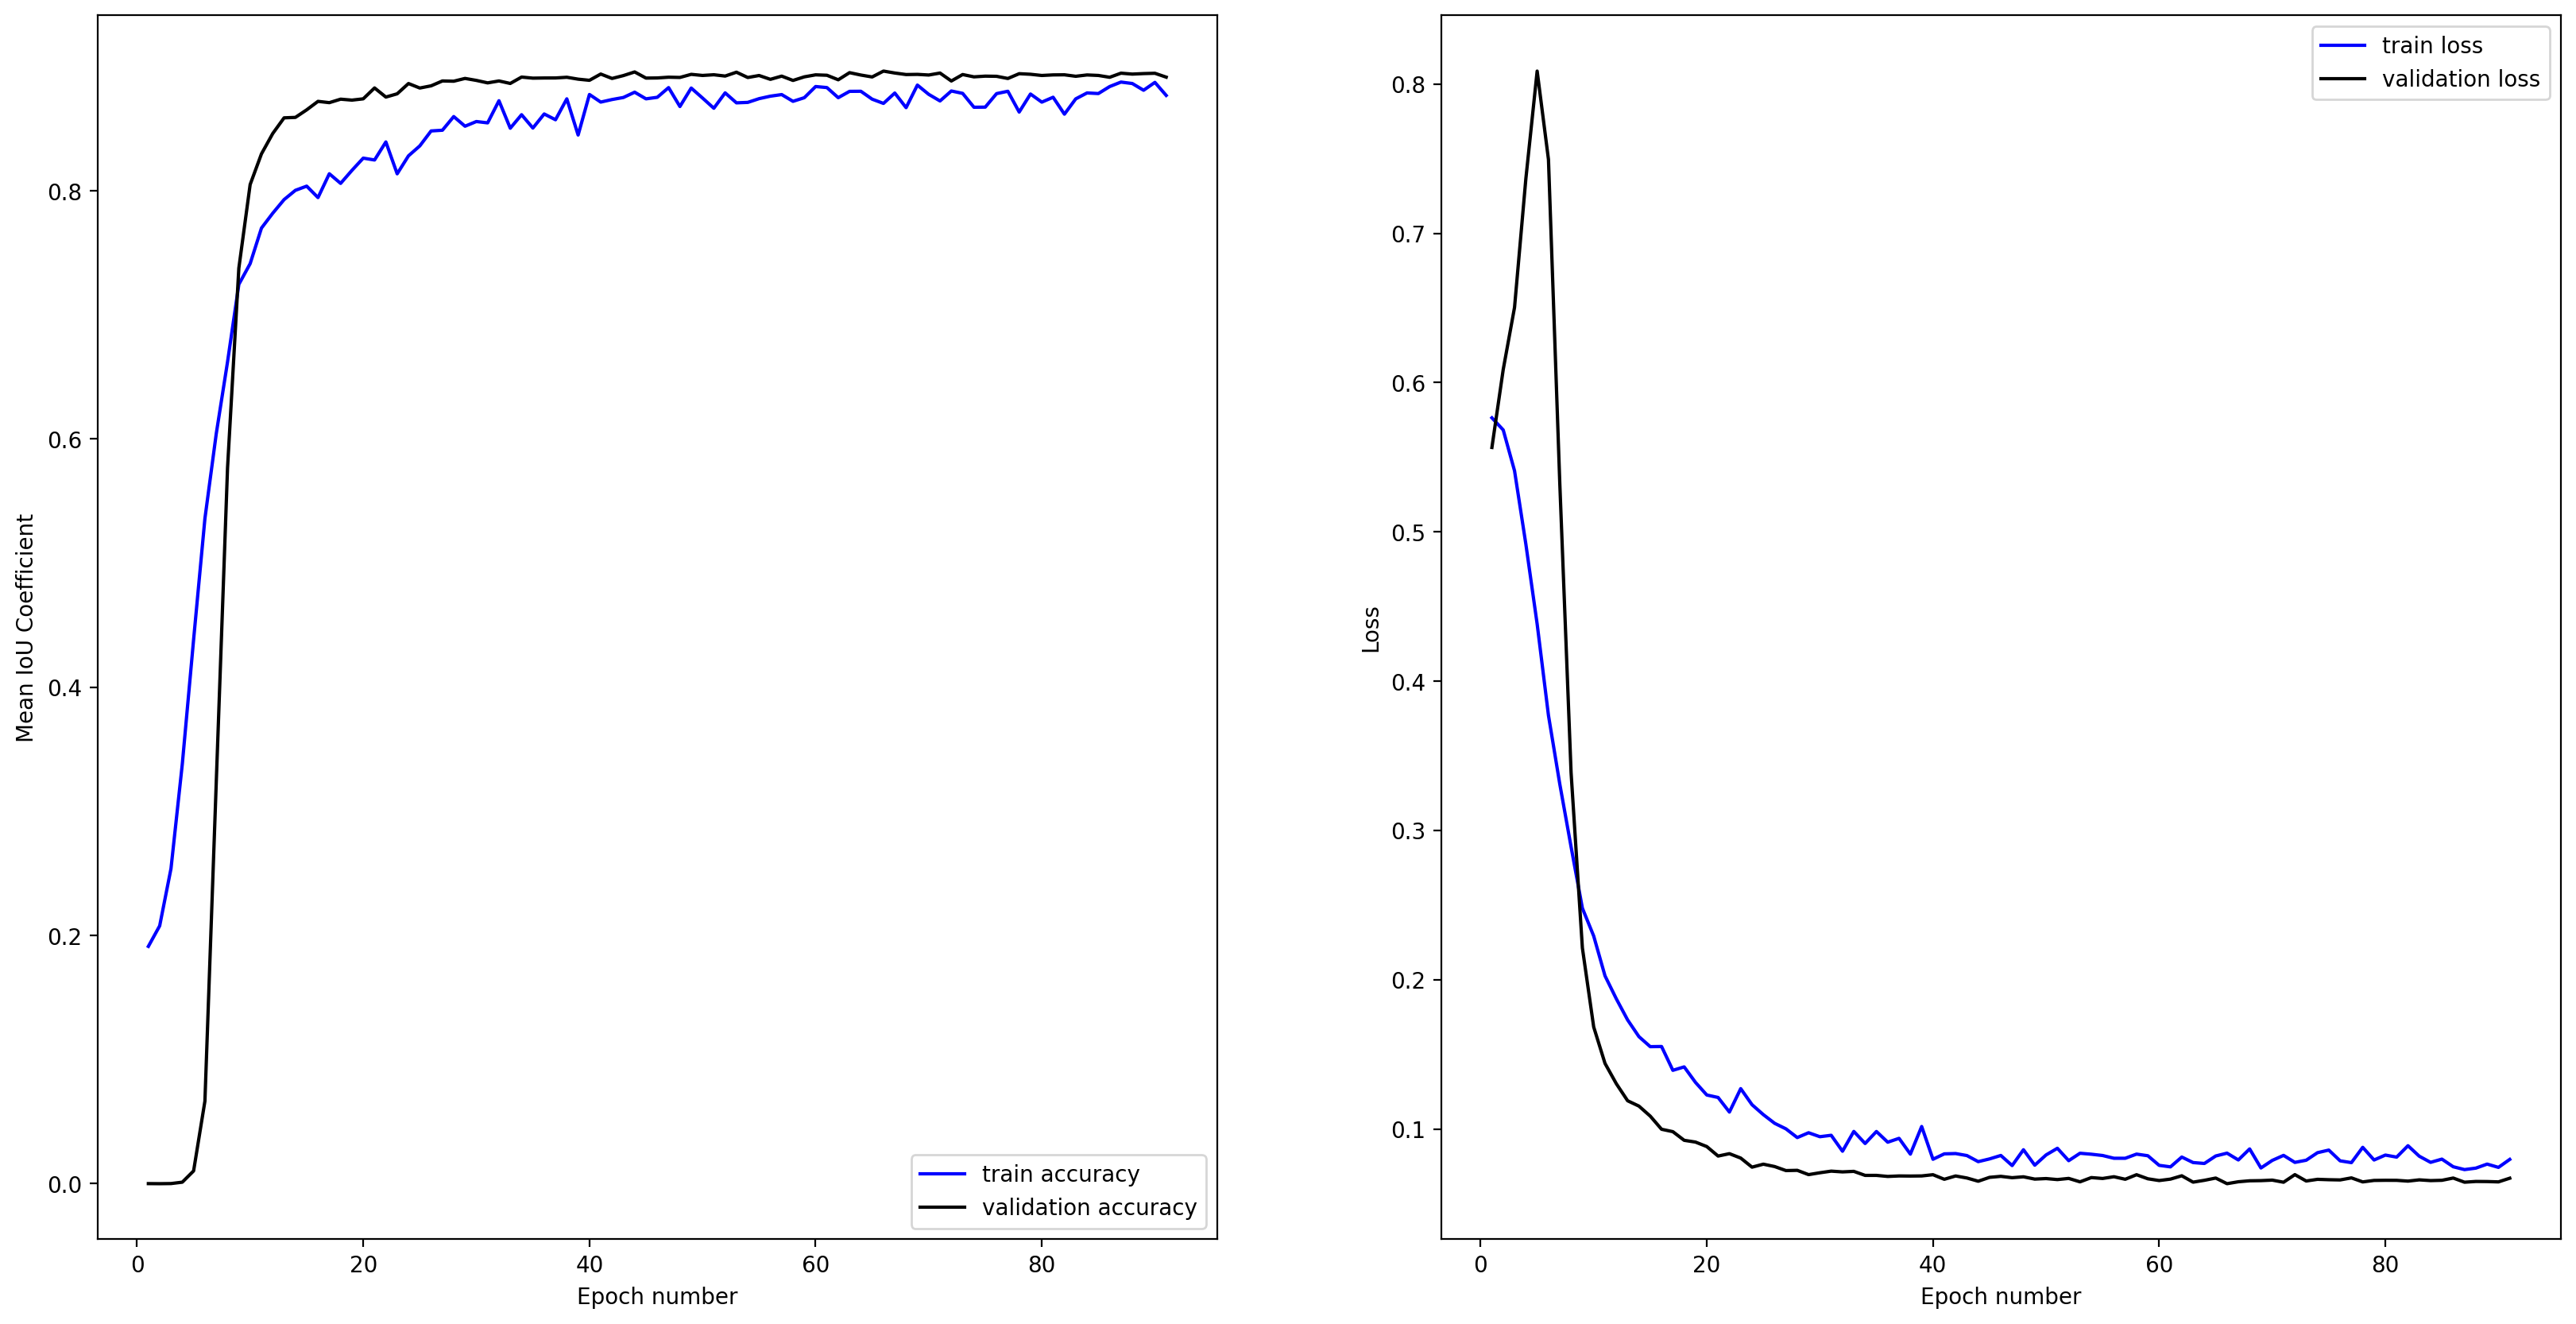 Mean IoU Coefficient
0.8
0.6
0.4
0.2
0.0
0 20 40 60 80
Epoch number
train accuracy
validation accuracy
Loss
0.8
0.7
0.6
0.5
0.4
0.3
0.2
0.1
0 20 40 60 80
Epoch number
train loss
validation loss